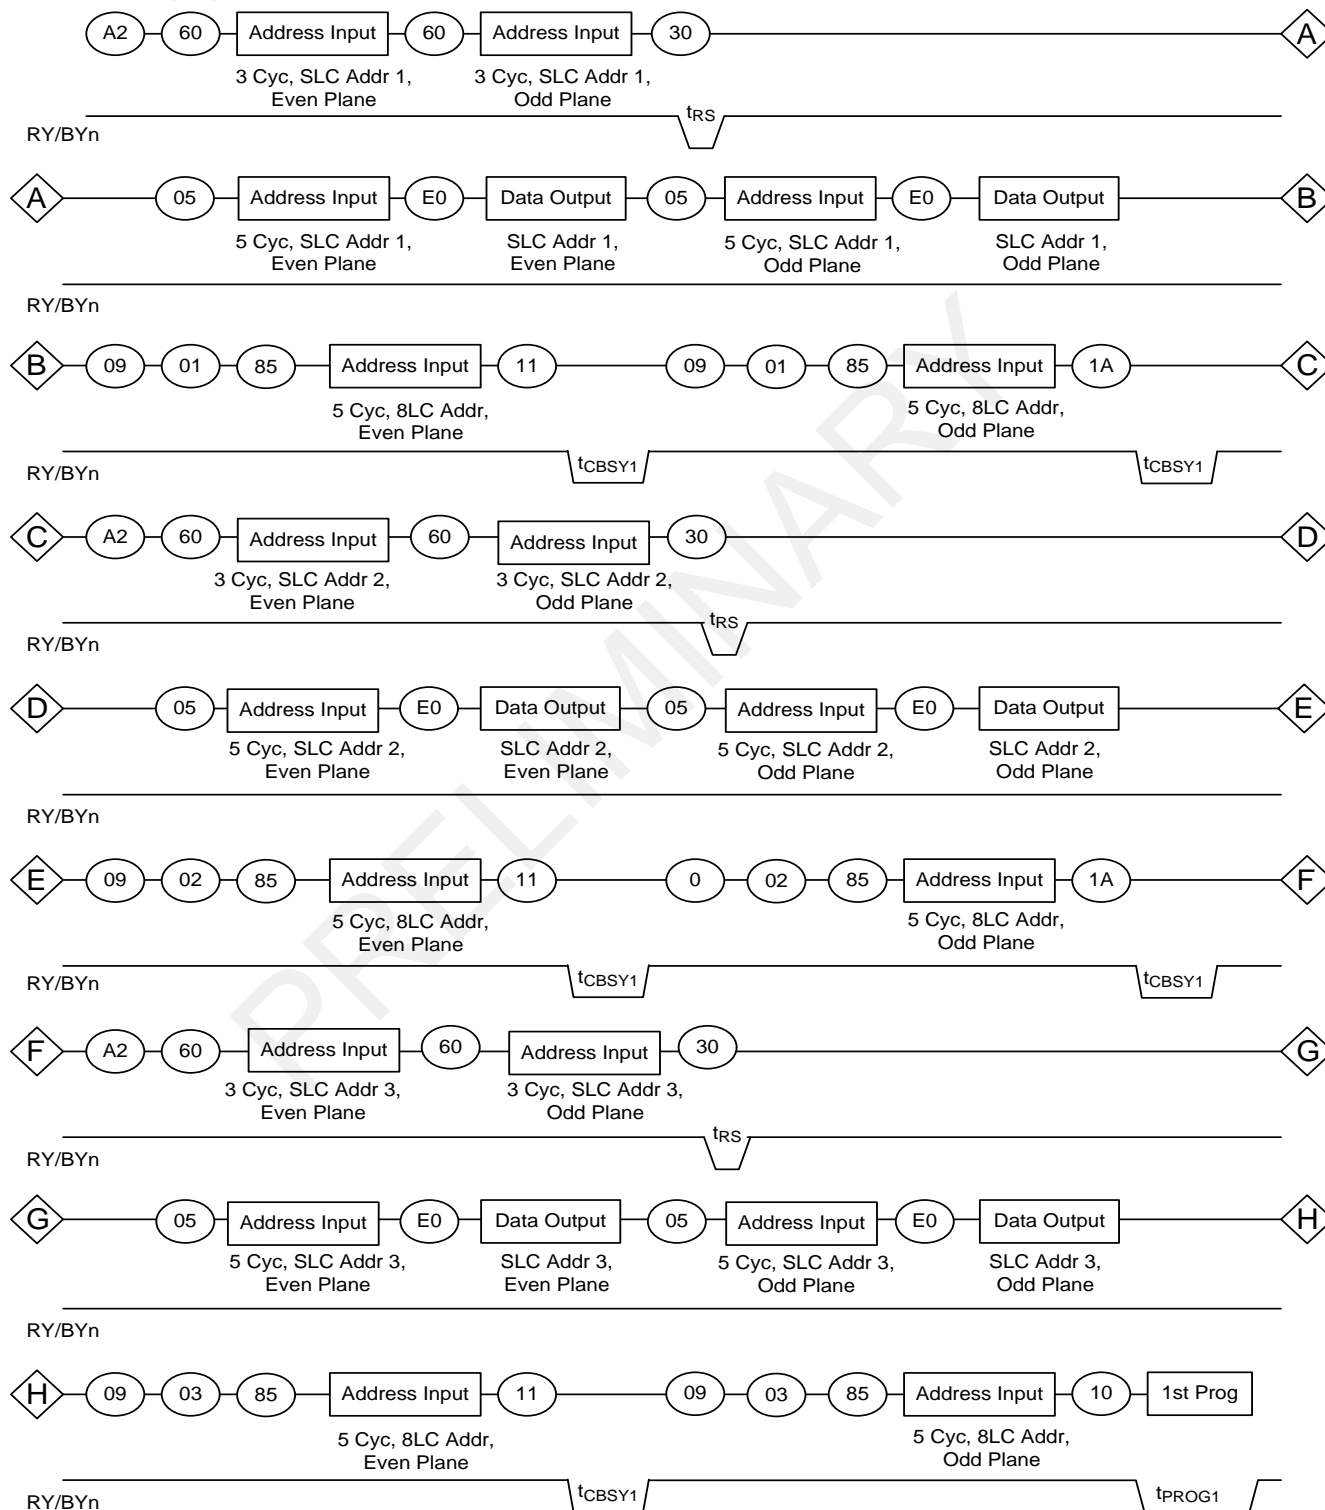 A2 60 Address Input 60 Address Input 30 A
3 Cyc, SLC Addr 1, 3 Cyc, SLC Addr 1,
Even Plane Odd Plane
tRS
RY/BYn
A 05 Address Input E0 Data Output 05 Address Input E0 Data Output B
5 Cyc, SLC Addr 1, SLC Addr 1, 5 Cyc, SLC Addr 1, SLC Addr 1,
Even Plane Even Plane Odd Plane Odd Plane
RY/BYn
B 09 01 85 Address Input 11 09 01 85 Address Input 1A C
5 Cyc, 8LC Addr, 5 Cyc, 8LC Addr,
Even Plane Odd Plane
tCBSY1 tCBSY1
RY/BYn
C A2 60 Address Input 60 Address Input 30 D
3 Cyc, SLC Addr 2, 3 Cyc, SLC Addr 2,
Even Plane Odd Plane
tRS
RY/BYn
D 05 Address Input E0 Data Output 05 Address Input E0 Data Output E
5 Cyc, SLC Addr 2, SLC Addr 2, 5 Cyc, SLC Addr 2, SLC Addr 2,
Even Plane Even Plane Odd Plane Odd Plane
RY/BYn
E 09 02 85 Address Input 11 0 02 85 Address Input 1A F
5 Cyc, 8LC Addr, 5 Cyc, 8LC Addr,
Even Plane Odd Plane
tCBSY1 tCBSY1
RY/BYn
F A2 60 Address Input 60 Address Input 30 G
3 Cyc, SLC Addr 3, 3 Cyc, SLC Addr 3,
Even Plane Odd Plane
tRS
RY/BYn
G 05 Address Input E0 Data Output 05 Address Input E0 Data Output H
5 Cyc, SLC Addr 3, SLC Addr 3, 5 Cyc, SLC Addr 3, SLC Addr 3,
Even Plane Even Plane Odd Plane Odd Plane
RY/BYn
H 09 03 85 Address Input 11 09 03 85 Address Input 10 1st Prog
5 Cyc, 8LC Addr, 5 Cyc, 8LC Addr,
Even Plane Odd Plane
tCBSY1 tPROG1
RY/BYn
PRELIMINARY